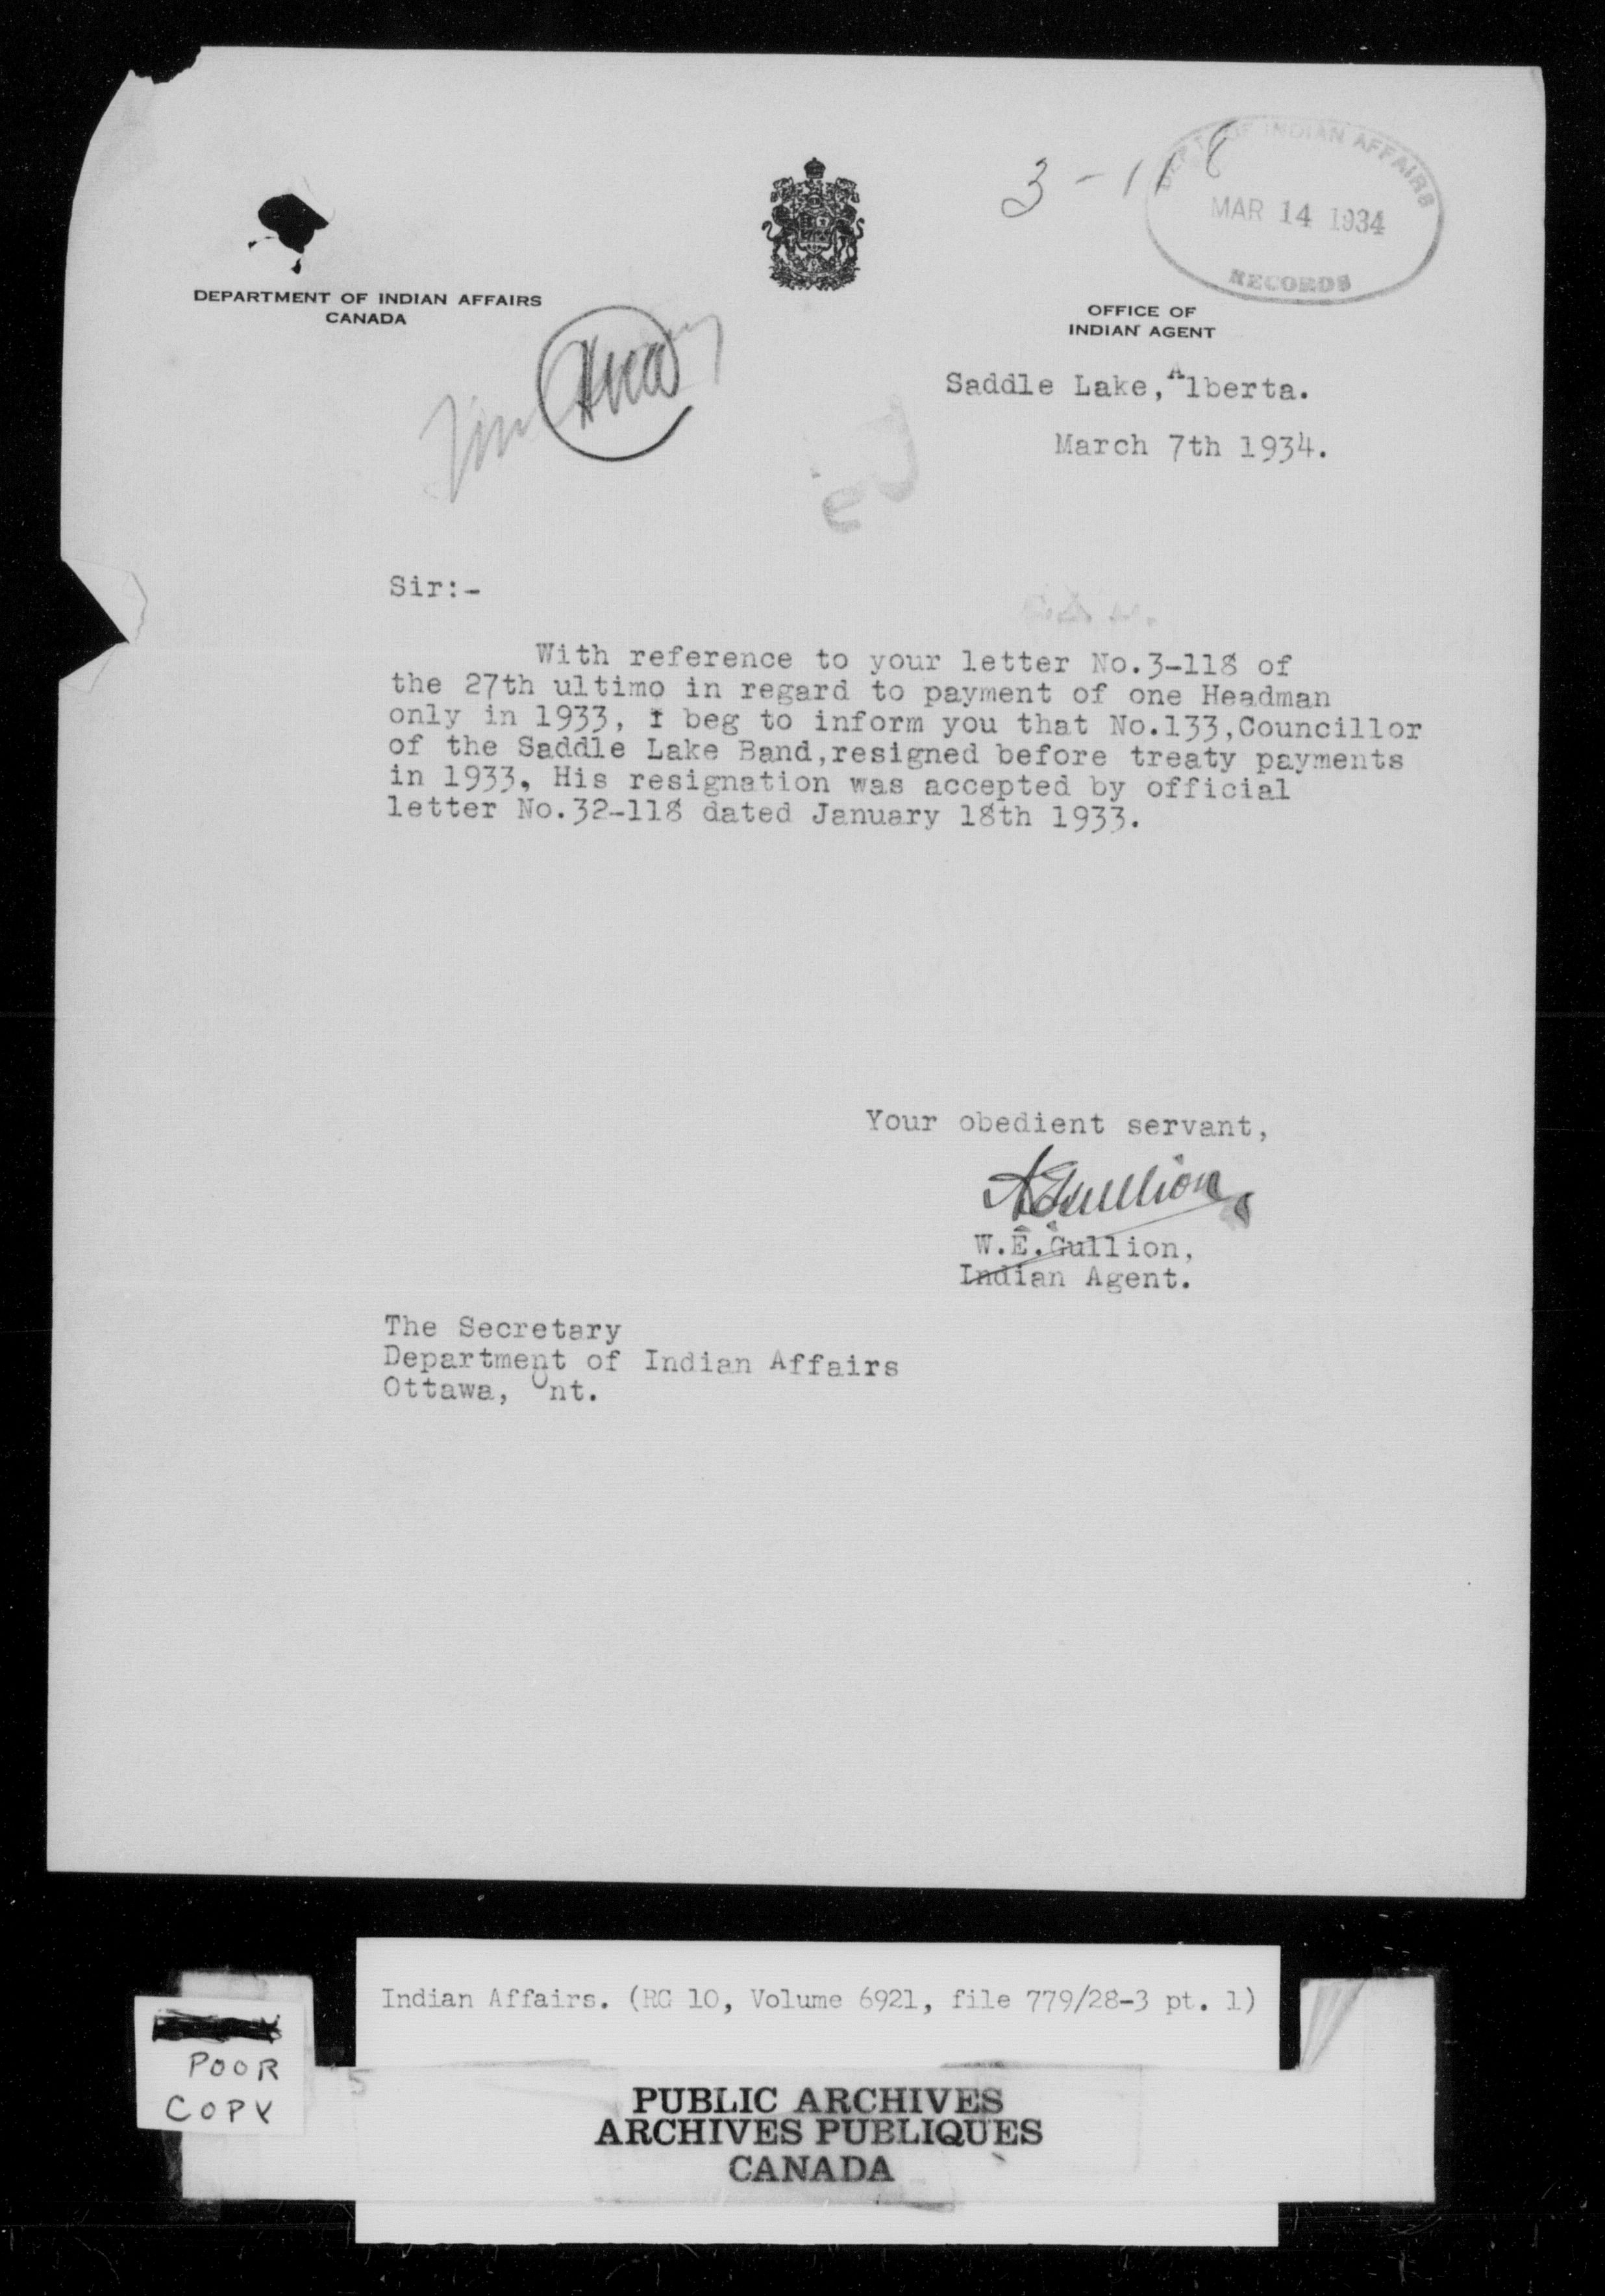 3-118
DEPT. OF INDIAN AFFAIRS
MAR 14 1934
RECORDS
DEPARTMENT OF INDIAN AFFAIRS
CANADA
OFFICE OF
INDIAN AGENT
Saddle Lake, Alberta.
March 7th 1934.
Sir:-
With reference to your letter No.3-118 of
the 27th ultimo in regard to payment of one Headman
only in 1933, I beg to inform you that No.133,Councillor
of the Saddle Lake Band,resigned before treaty payments
in 1933, His resignation was accepted by official
letter No.32-118 dated January 18th 1933.
Your obedient servant,
W.E.Gullion,
Indian Agent.
The Secretary
Department of Indian Affairs
Ottawa, Ont.
Indian Affairs. (RG 10, Volume 6921, file 779/28-3 pt. 1)
POOR
COPY
PUBLIC ARCHIVES
ARCHIVES PUBLIQUES
CANADA